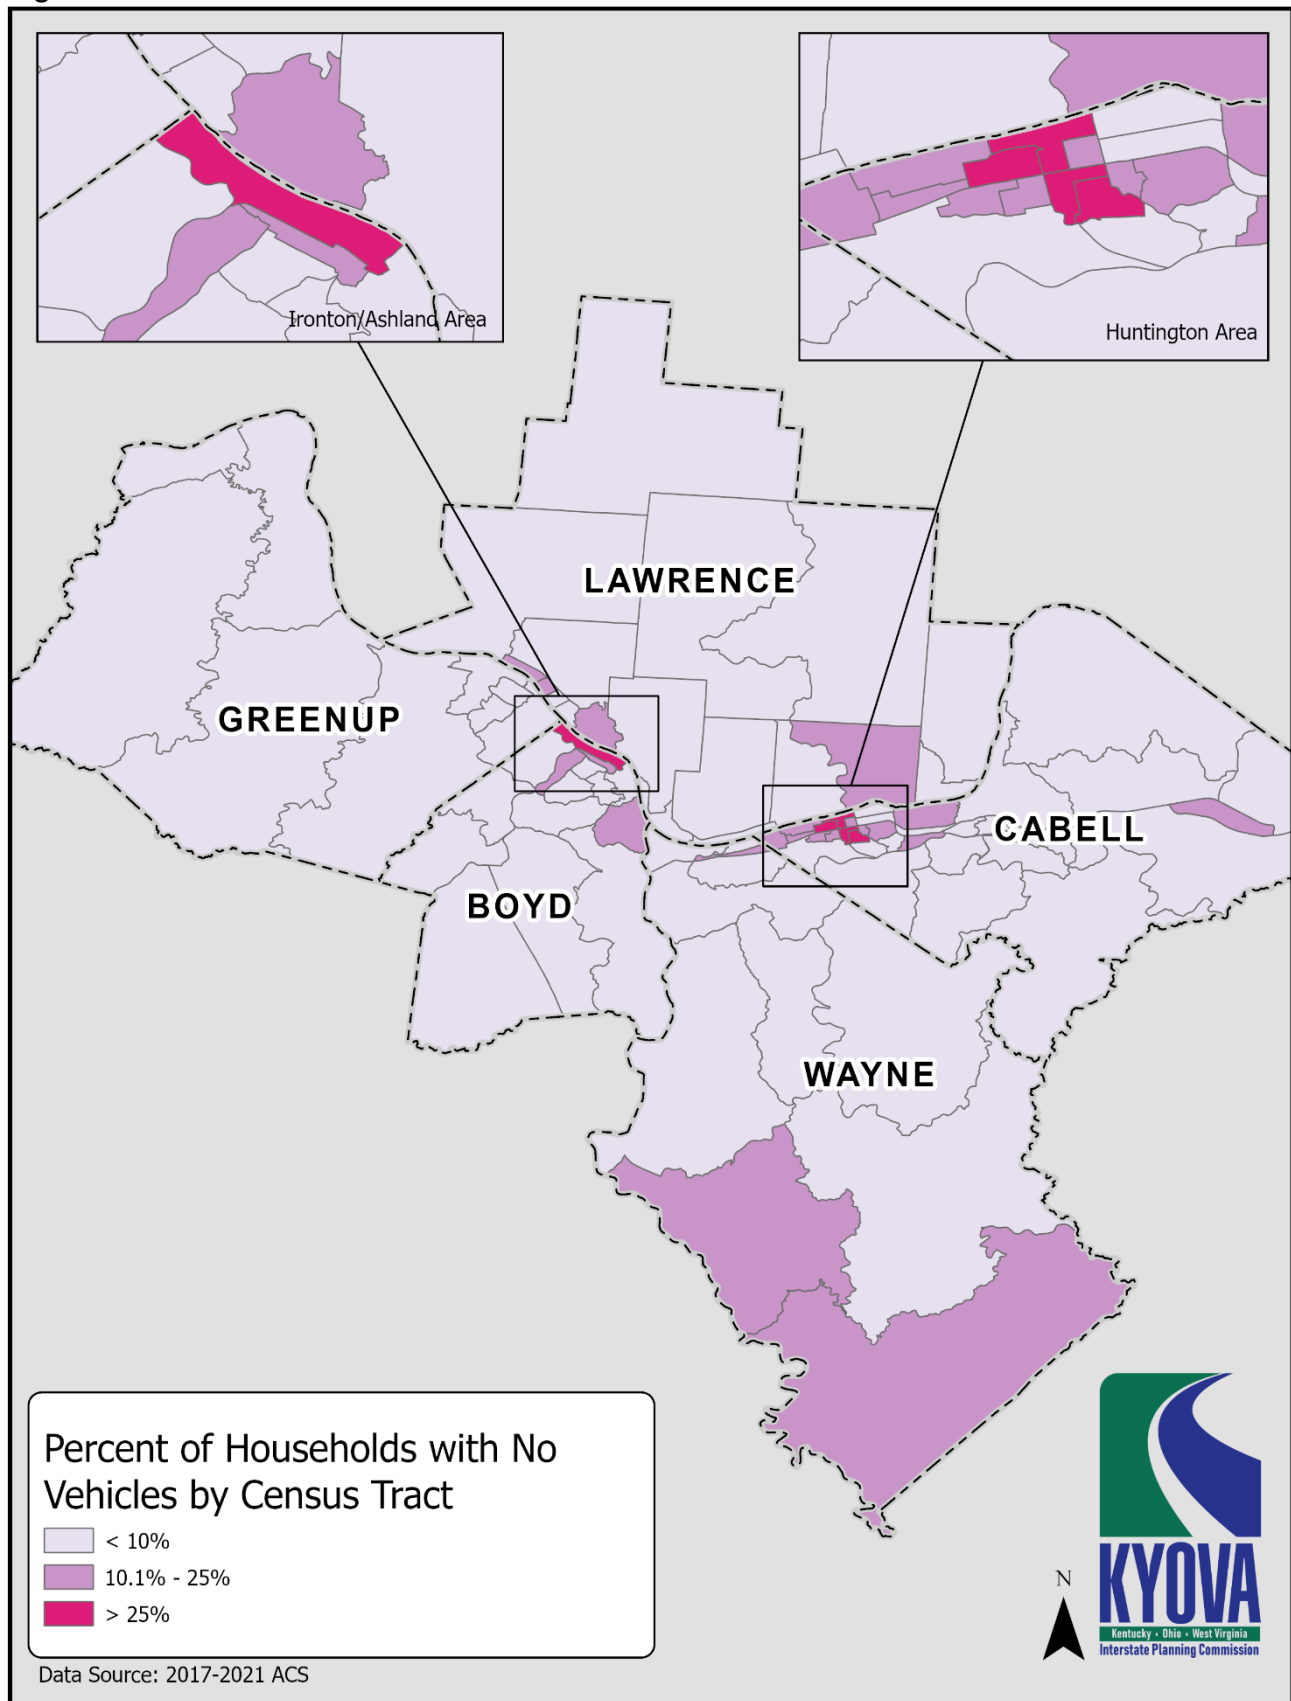 Ironton/Ashland Area
Huntington Area
LAWRENCE
GREENUP
CABELL
BOYD
WAYNE
Percent of Households with No
Vehicles by Census Tract
< 10%
10.1% - 25%
> 25%
Data Source: 2017-2021 ACS
N
KYOVA
Kentucky • Ohio • West Virginia
Interstate Planning Commission